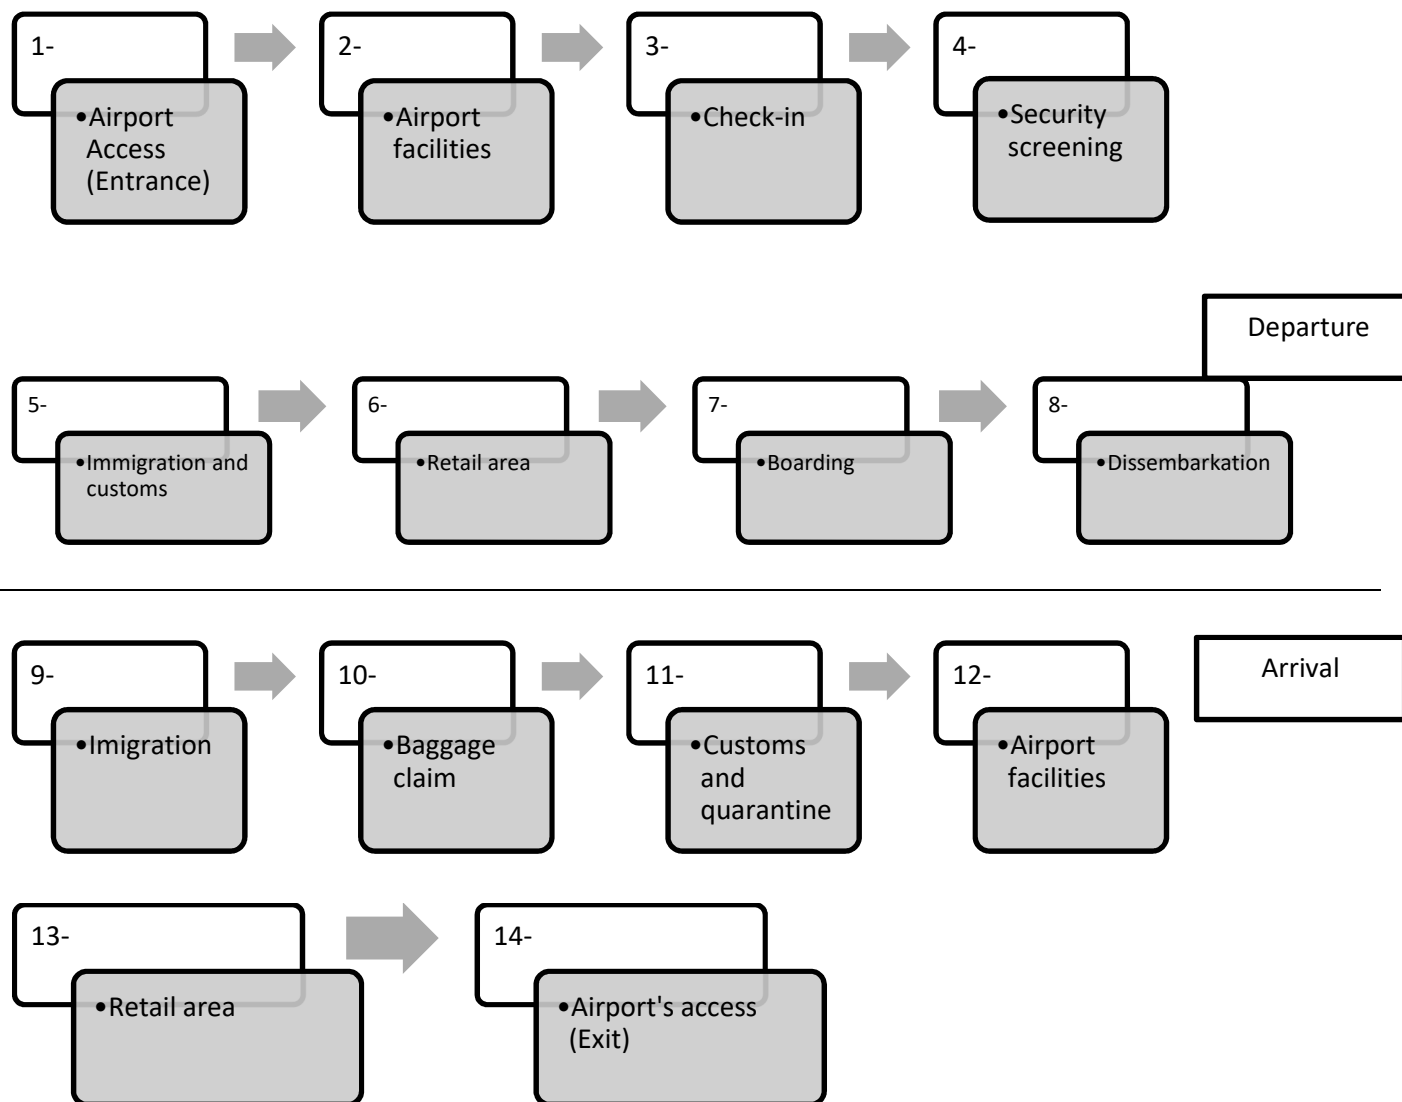 1-
•Airport
Access
(Entrance)
2-
•Airport
facilities
3-
•Check-in
4-
•Security
screening
Departure
5-
•Immigration and
customs
6-
•Retail area
7-
•Boarding
8-
•Dissembarkation
9-
•Imigration
10-
•Baggage
claim
11-
•Customs
and
quarantine
12-
•Airport
facilities
Arrival
13-
•Retail area
14-
•Airport's access
(Exit)